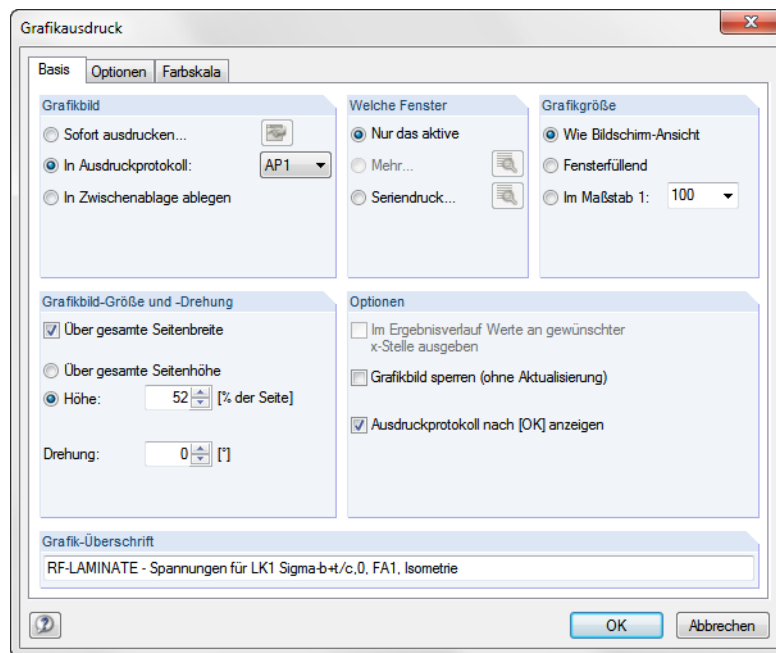 Grafikausdruck
Basis
Optionen
Farbskala
Grafikbild
Sofort ausdrucken...
In Ausdruckprotokoll:
AP1
In Zwischenablage ablegen
Welche Fenster
Nur das aktive
Mehr...
Seriendruck...
Grafikgröße
Wie Bildschirm-Ansicht
Fensterfüllend
Im Maßstab 1:
100
Grafikbild-Größe und -Drehung
Über gesamte Seitenbreite
Über gesamte Seitenhöhe
Höhe:
52
[% der Seite]
Drehung:
0
[°]
Optionen
Im Ergebnisverlauf Werte an gewünschter
x-Stelle ausgeben
Grafikbild sperren (ohne Aktualisierung)
Ausdruckprotokoll nach [OK] anzeigen
Grafik-Überschrift
RF-LAMINATE - Spannungen für LK1 Sigma-b+t/c,0, FA1, Isometrie
OK
Abbrechen